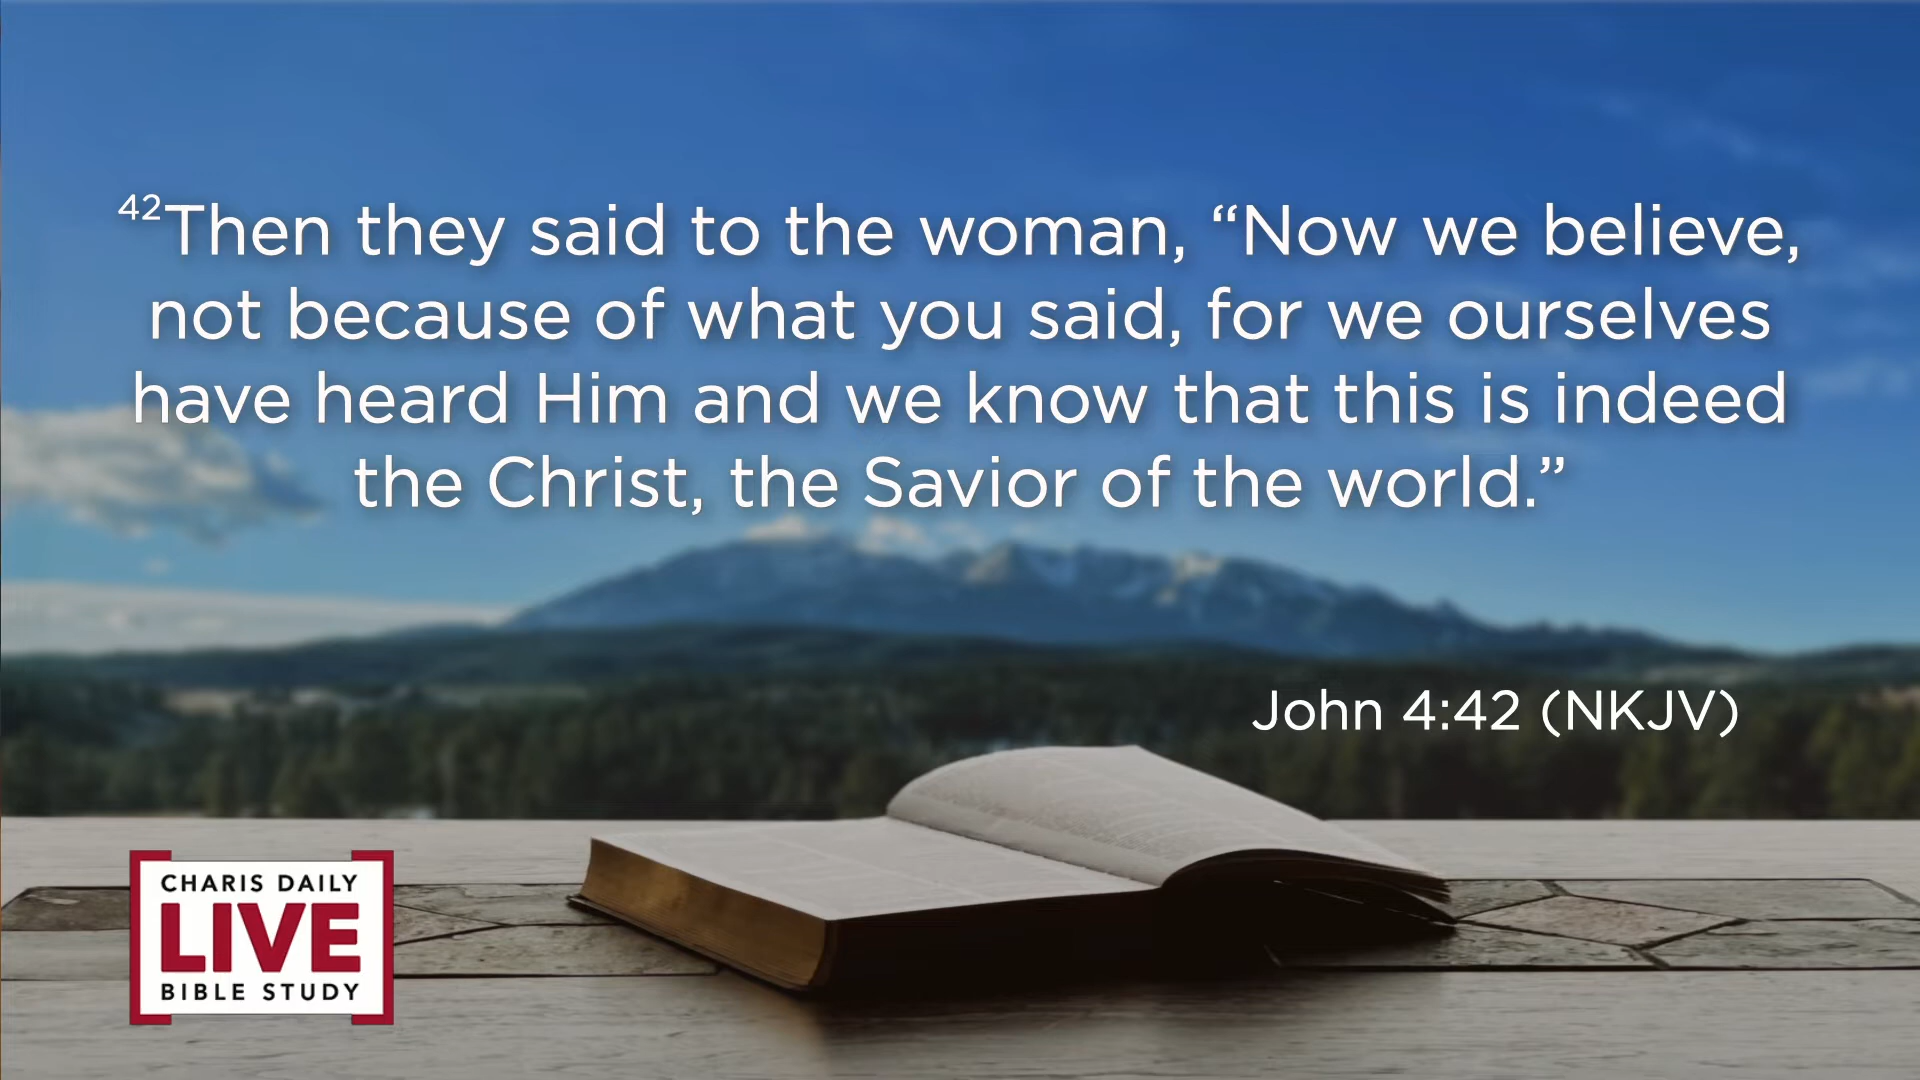 ⁴²Then they said to the woman, “Now we believe,
not because of what you said, for we ourselves
have heard Him and we know that this is indeed
the Christ, the Savior of the world.”
John 4:42 (NKJV)
CHARIS DAILY
LIVE
BIBLE STUDY